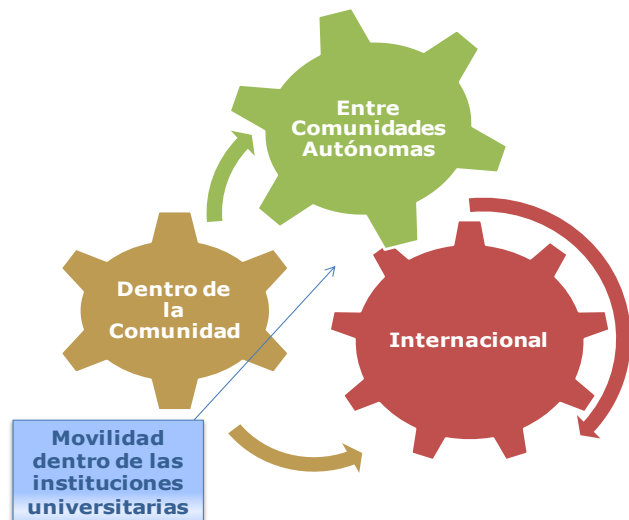 Entre
Comunidades
Autónomas
Dentro de
la
Comunidad
Internacional
Movilidad
dentro de las
instituciones
universitarias